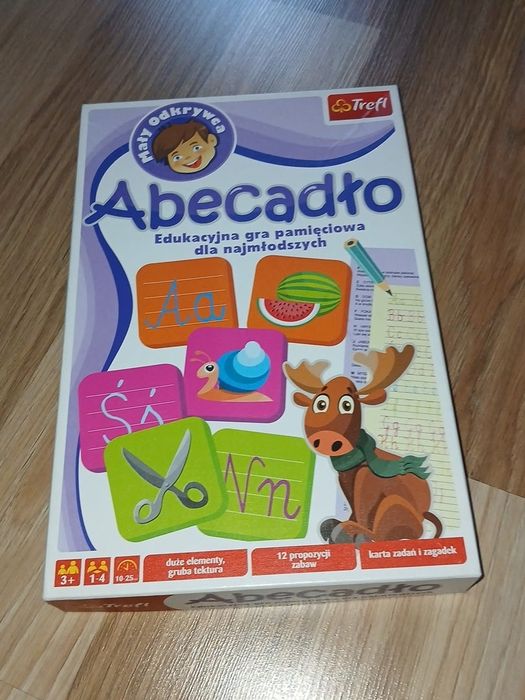 Mały Odkrywca
Trefl
Abecadło
Edukacyjna gra pamięciowa
dla najmłodszych
Aa
Śś
Nn
3+
1-4
10-25
duże elementy,
gruba tektura
12 propozycji
zabaw
karta zadań i zagadek
Trefl
Abecadło